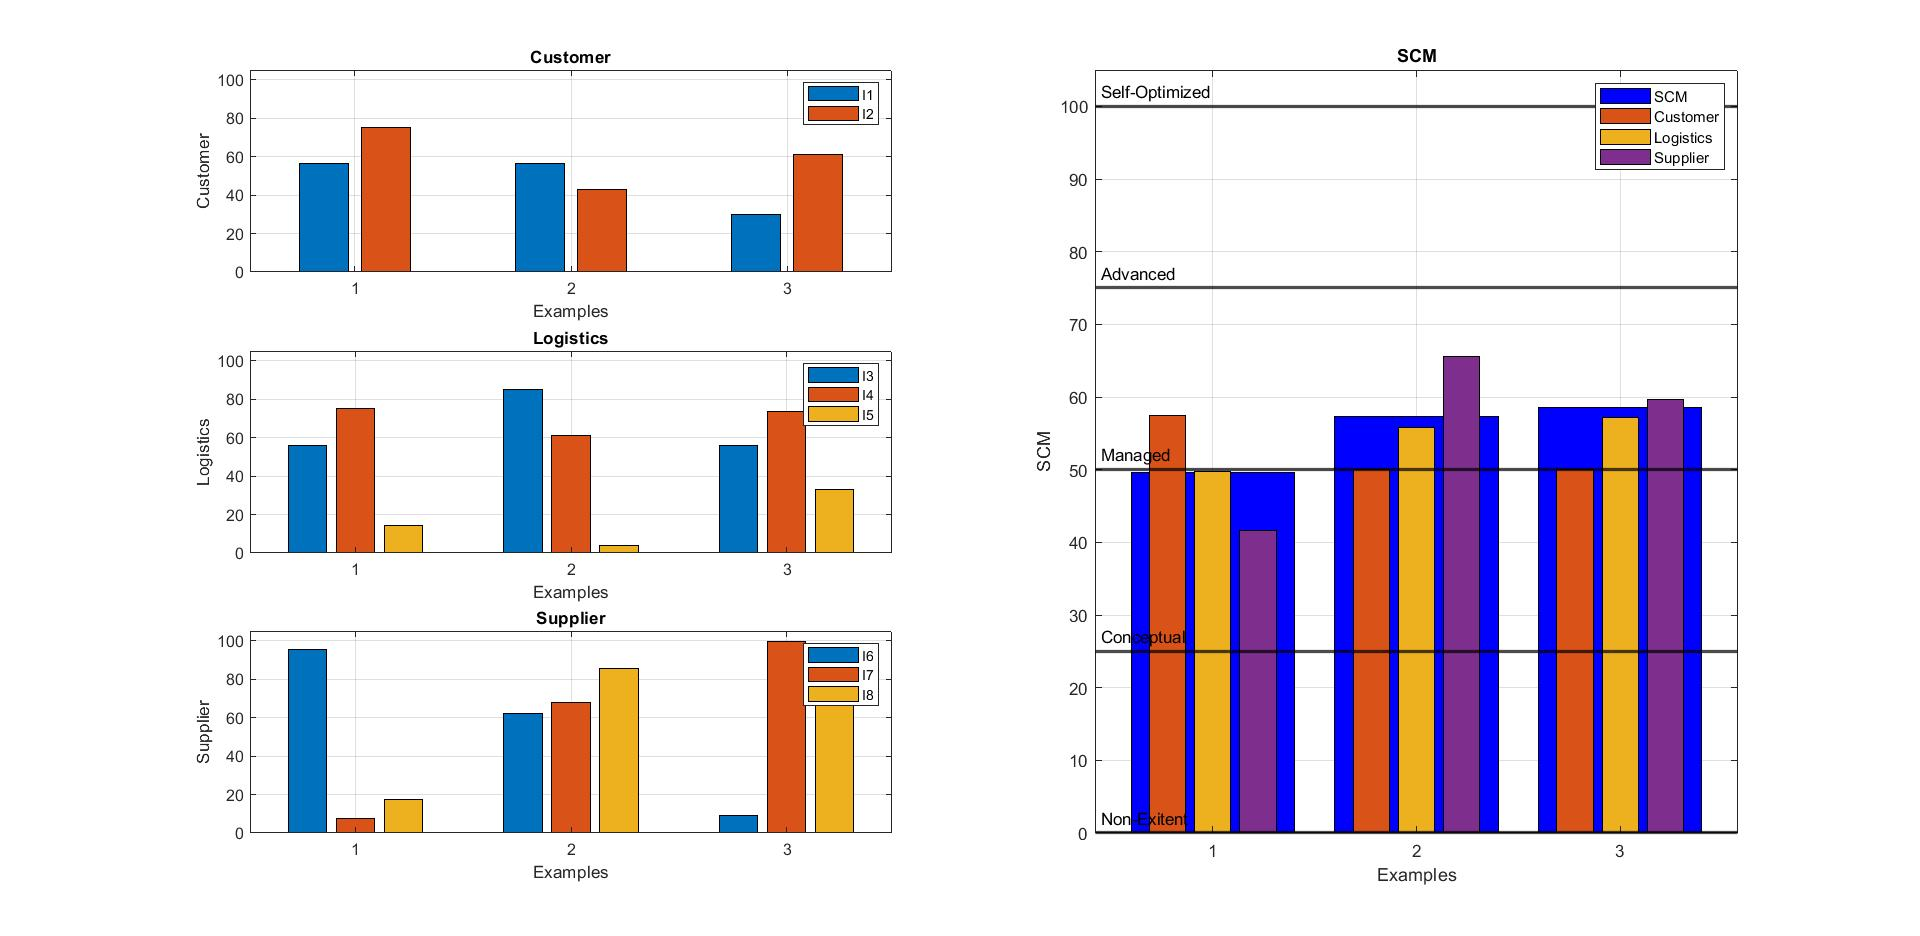 Customer
100
80
60
40
20
0
Customer
I1
I2
1 2 3
Examples
Logistics
100
80
60
40
20
0
Logistics
I3
I4
I5
1 2 3
Examples
Supplier
100
80
60
40
20
0
Supplier
I6
I7
I8
1 2 3
Examples
SCM
100
90
80
70
60
50
40
30
20
10
0
SCM
Self-Optimized
Advanced
Managed
Conceptual
Non-Exitent
SCM
Customer
Logistics
Supplier
1 2 3
Examples